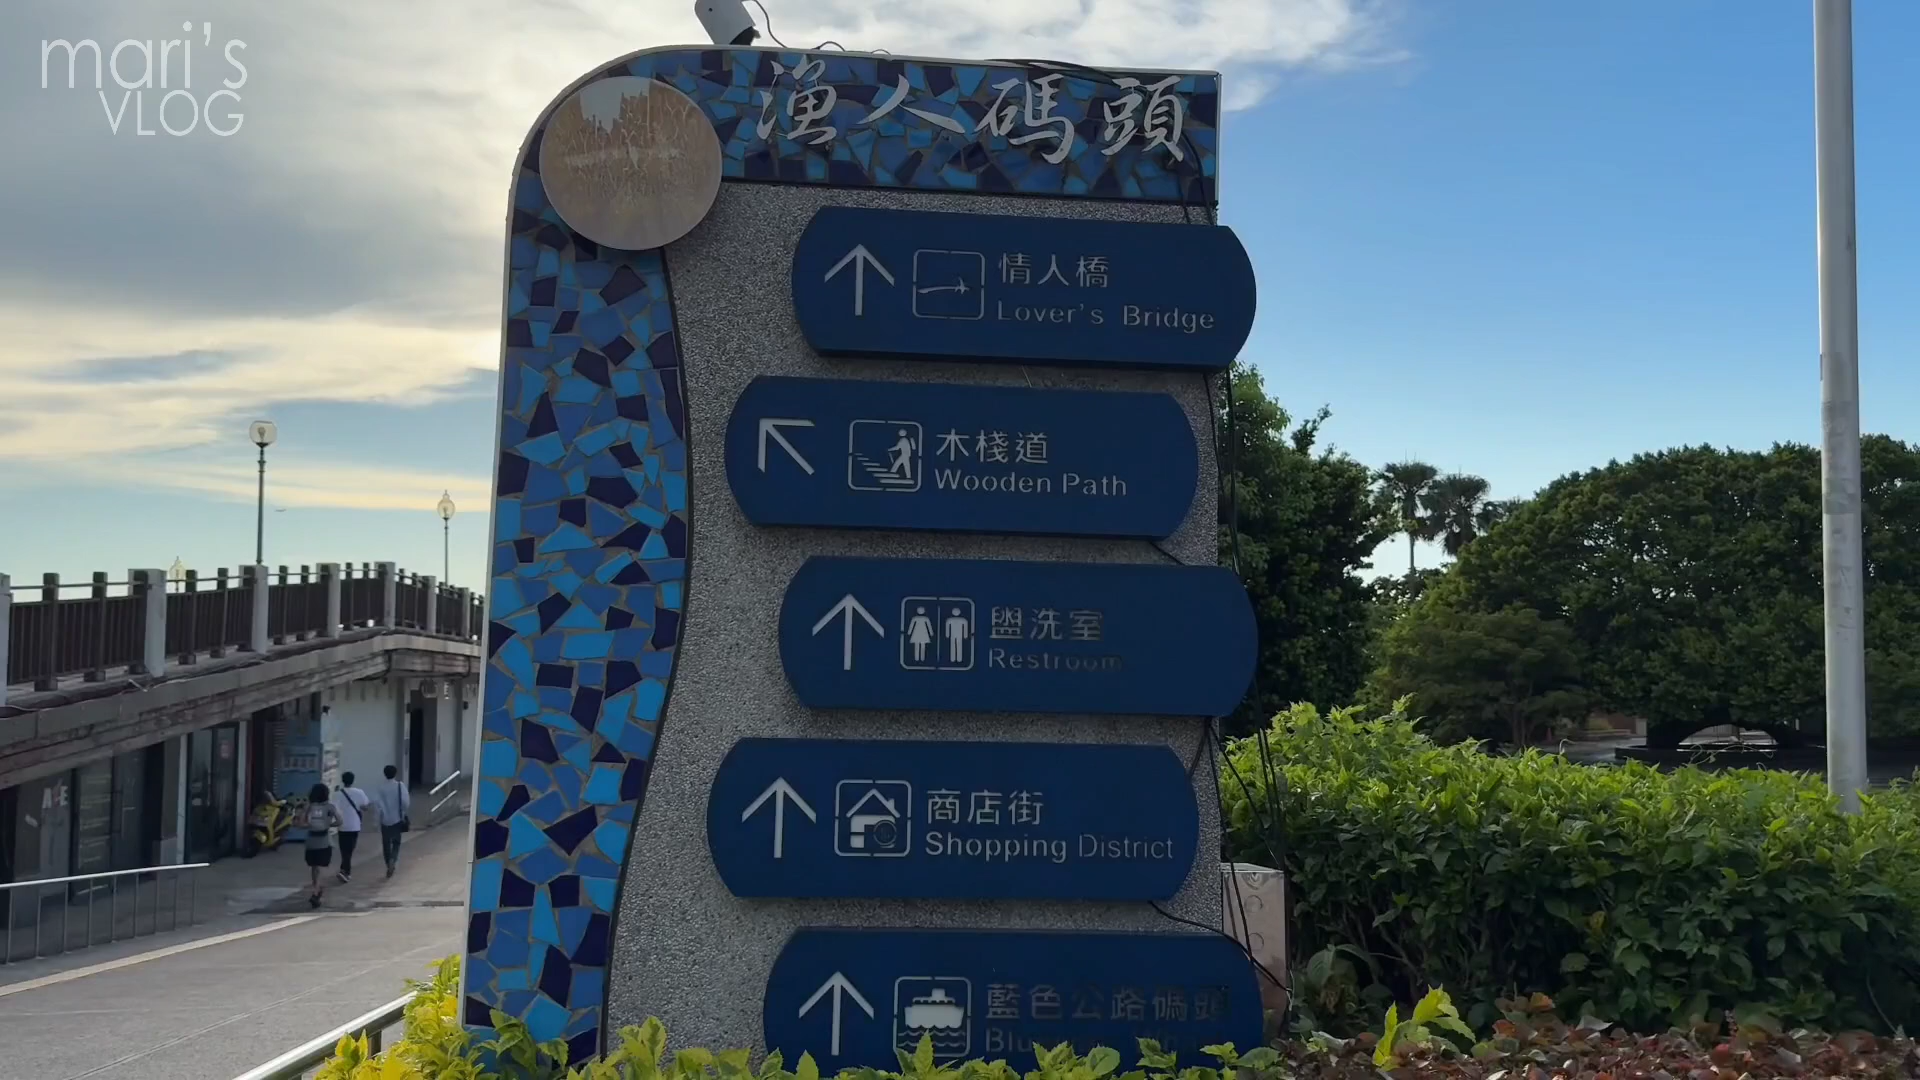 mari's
VLOG
漁人碼頭
情人橋
Lover's Bridge
木棧道
Wooden Path
盥洗室
Restroom
商店街
Shopping District
藍色公路碼頭